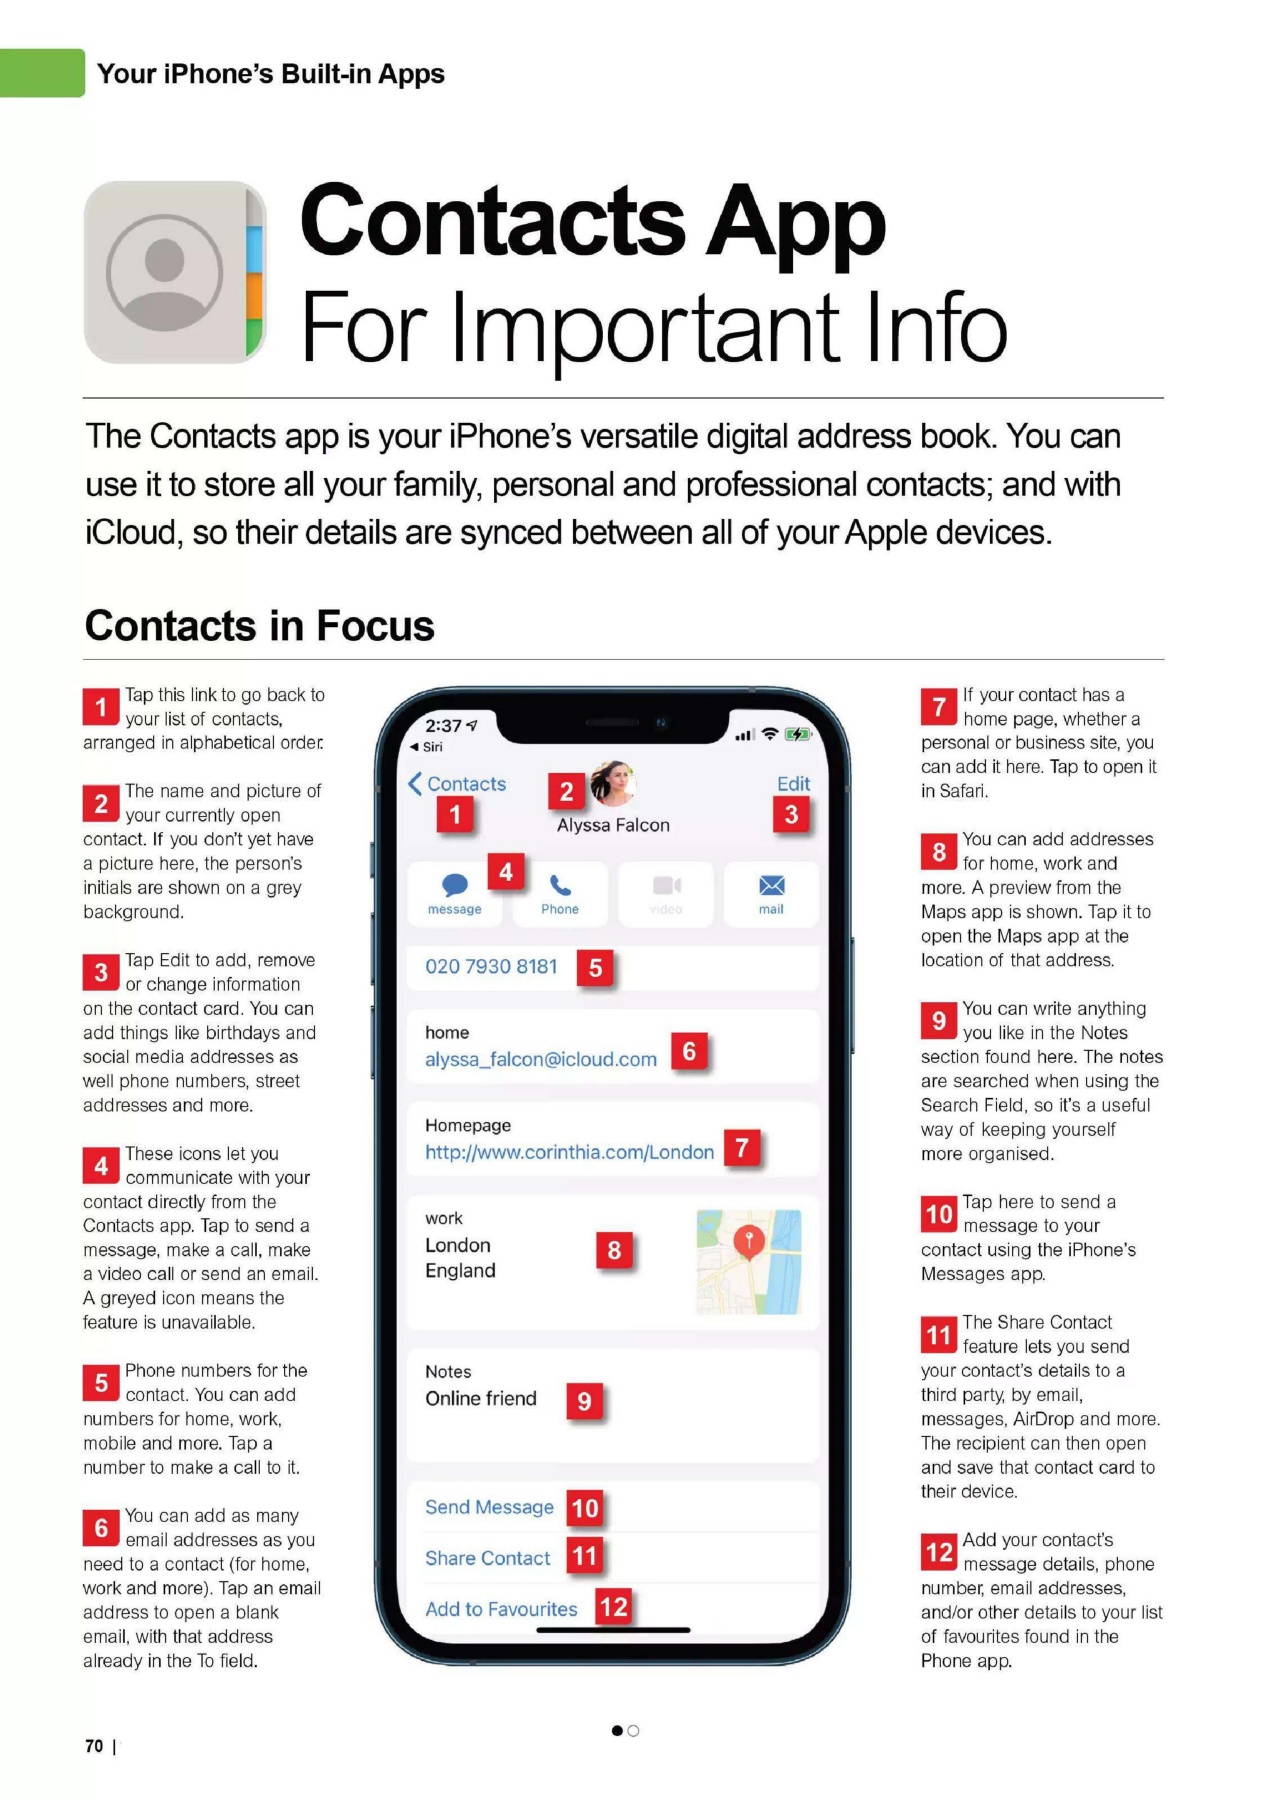 Your iPhone’s Built-in Apps
Contacts App
For Important Info
The Contacts app is your iPhone’s versatile digital address book. You can
use it to store all your family, personal and professional contacts; and with
iCloud, so their details are synced between all of your Apple devices.
Contacts in Focus
1 Tap this link to go back to
your list of contacts,
arranged in alphabetical order.
2 The name and picture of
your currently open
contact. If you don’t yet have
a picture here, the person’s
initials are shown on a grey
background.
3 Tap Edit to add, remove
or change information
on the contact card. You can
add things like birthdays and
social media addresses as
well phone numbers, street
addresses and more.
4 These icons let you
communicate with your
contact directly from the
Contacts app. Tap to send a
message, make a call, make
a video call or send an email.
A greyed icon means the
feature is unavailable.
5 Phone numbers for the
contact. You can add
numbers for home, work,
mobile and more. Tap a
number to make a call to it.
6 You can add as many
email addresses as you
need to a contact (for home,
work and more). Tap an email
address to open a blank
email, with that address
already in the To field.
2:37
◀ Siri
Contacts
2
Edit
1
3
Alyssa Falcon
4
message Phone video mail
020 7930 8181 5
home
alyssa_falcon@icloud.com 6
Homepage
http://www.corinthia.com/London 7
work
London
England
8
Notes
Online friend 9
Send Message 10
Share Contact 11
Add to Favourites 12
7 If your contact has a
home page, whether a
personal or business site, you
can add it here. Tap to open it
in Safari.
8 You can add addresses
for home, work and
more. A preview from the
Maps app is shown. Tap it to
open the Maps app at the
location of that address.
9 You can write anything
you like in the Notes
section found here. The notes
are searched when using the
Search Field, so it’s a useful
way of keeping yourself
more organised.
10 Tap here to send a
message to your
contact using the iPhone’s
Messages app.
11 The Share Contact
feature lets you send
your contact’s details to a
third party, by email,
messages, AirDrop and more.
The recipient can then open
and save that contact card to
their device.
12 Add your contact’s
message details, phone
number, email addresses,
and/or other details to your list
of favourites found in the
Phone app.
70 |